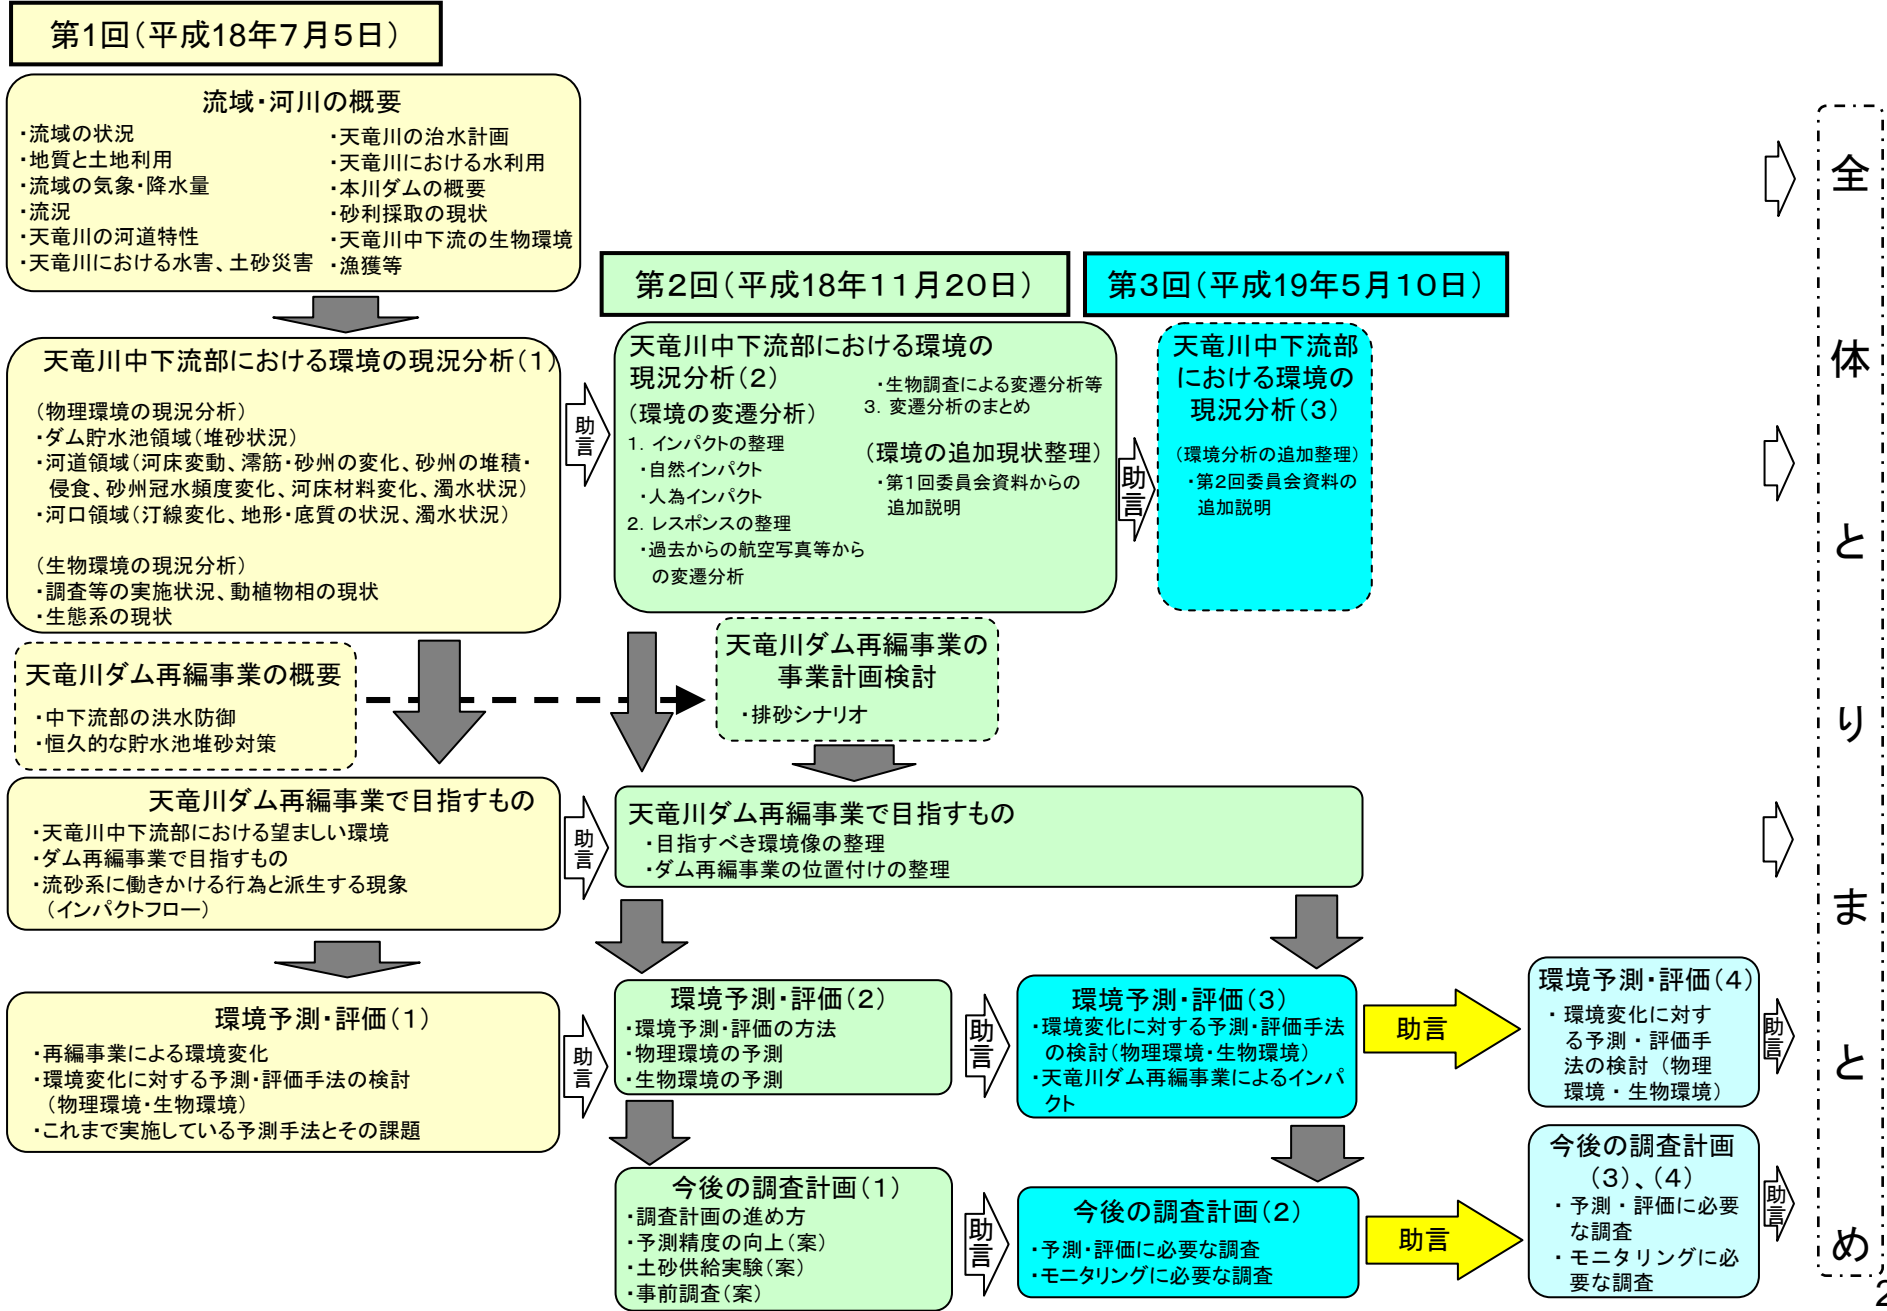 第1回(平成18年7月5日)
流域・河川の概要
・流域の状況
・地質と土地利用
・流域の気象・降水量
・流況
・天竜川の河道特性
・天竜川における水害、土砂災害
・天竜川の治水計画
・天竜川における水利用
・本川ダムの概要
・砂利採取の現状
・天竜川中下流の生物環境
・漁獲等
天竜川中下流部における環境の現況分析(1)
(物理環境の現況分析)
・ダム貯水池領域(堆砂状況)
・河道領域(河床変動、澪筋・砂州の変化、砂州の堆積・
侵食、砂州冠水頻度変化、河床材料変化、濁水状況)
・河口領域(汀線変化、地形・底質の状況、濁水状況)
(生物環境の現況分析)
・調査等の実施状況、動植物相の現状
・生態系の現状
助言
第2回(平成18年11月20日)
天竜川中下流部における環境の
現況分析(2)
(環境の変遷分析)
1. インパクトの整理
・自然インパクト
・人為インパクト
2. レスポンスの整理
・過去からの航空写真等から
の変遷分析
・生物調査による変遷分析等
3. 変遷分析のまとめ
(環境の追加現状整理)
・第1回委員会資料からの
追加説明
助言
第3回(平成19年5月10日)
天竜川中下流部
における環境の
現況分析(3)
(環境分析の追加整理)
・第2回委員会資料の
追加説明
天竜川ダム再編事業の概要
・中下流部の洪水防御
・恒久的な貯水池堆砂対策
天竜川ダム再編事業の
事業計画検討
・排砂シナリオ
天竜川ダム再編事業で目指すもの
・天竜川中下流部における望ましい環境
・ダム再編事業で目指すもの
・流砂系に働きかける行為と派生する現象
(インパクトフロー)
助言
天竜川ダム再編事業で目指すもの
・目指すべき環境像の整理
・ダム再編事業の位置付けの整理
環境予測・評価(1)
・再編事業による環境変化
・環境変化に対する予測・評価手法の検討
(物理環境・生物環境)
・これまで実施している予測手法とその課題
助言
環境予測・評価(2)
・環境予測・評価の方法
・物理環境の予測
・生物環境の予測
助言
環境予測・評価(3)
・環境変化に対する予測・評価手法
の検討(物理環境・生物環境)
・天竜川ダム再編事業によるインパ
クト
助言
環境予測・評価(4)
・環境変化に対す
る予測・評価手
法の検討(物理
環境・生物環境)
助言
今後の調査計画(1)
・調査計画の進め方
・予測精度の向上(案)
・土砂供給実験(案)
・事前調査(案)
助言
今後の調査計画(2)
・予測・評価に必要な調査
・モニタリングに必要な調査
助言
今後の調査計画
(3)、(4)
・予測・評価に必要
な調査
・モニタリングに必
要な調査
助言
全体とりまとめ
2